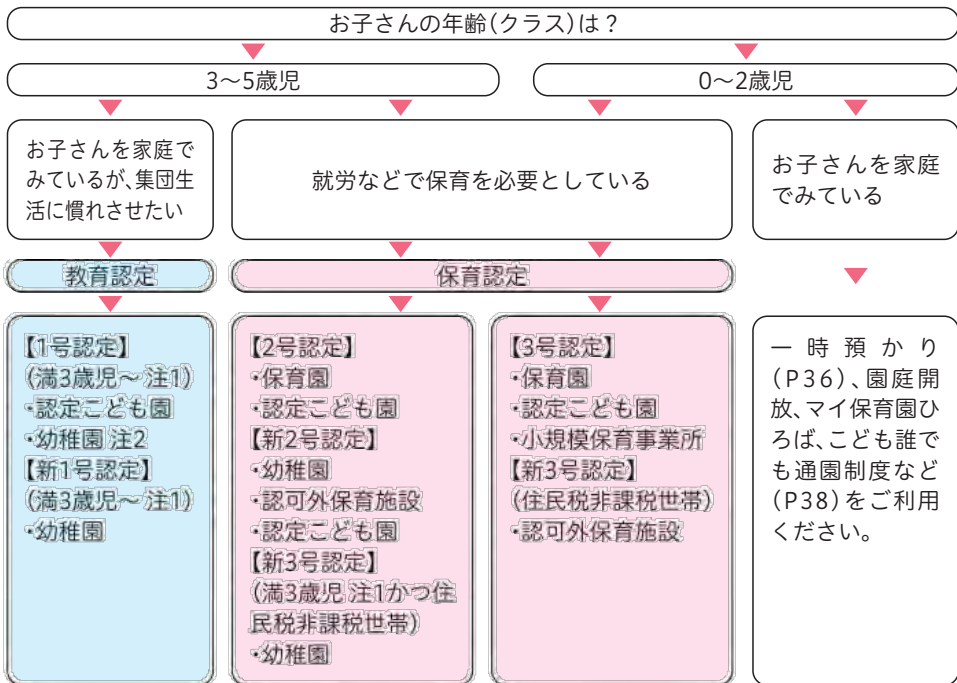 お子さんの年齢(クラス)は?
3～5歳児
0～2歳児
お子さんを家庭で
みているが、集団生
活に慣れさせたい
就労などで保育を必要としている
お子さんを家庭
でみている
教育認定
保育認定
【1号認定】
(満3歳児～注1)
・認定こども園
・幼稚園 注2
【新1号認定】
(満3歳児～注1)
・幼稚園
【2号認定】
・保育園
・認定こども園
【新2号認定】
・幼稚園
・認可外保育施設
・認定こども園
【新3号認定】
(満3歳児 注1かつ住
民税非課税世帯)
・幼稚園
【3号認定】
・保育園
・認定こども園
・小規模保育事業所
【新3号認定】
(住民税非課税世帯)
・認可外保育施設
一時預かり
(P36)、園庭開
放、マイ保育園ひ
ろば、こども誰で
も通園制度など
(P38)をご利用
ください。